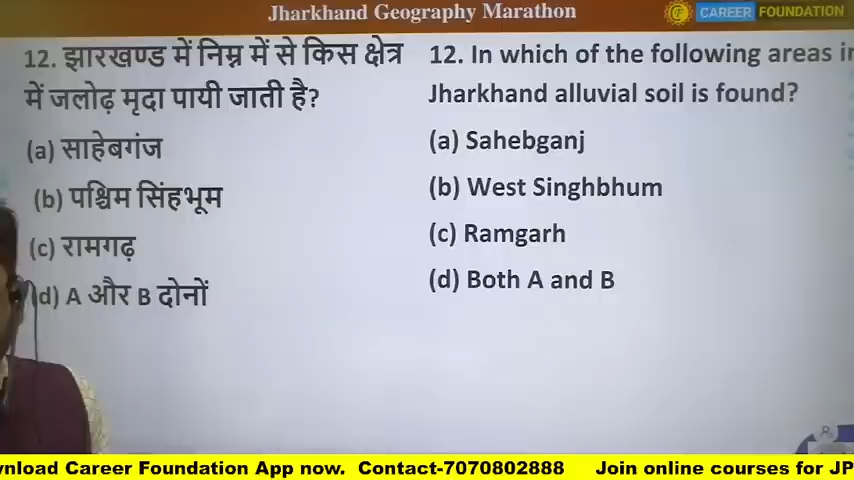 Jharkhand Geography Marathon
CAREER FOUNDATION
12. झारखण्ड में निम्न में से किस क्षेत्र
में जलोढ़ मृदा पायी जाती है?
(a) साहेबगंज
(b) पश्चिम सिंहभूम
(c) रामगढ़
(d) A और B दोनों
12. In which of the following areas in
Jharkhand alluvial soil is found?
(a) Sahebganj
(b) West Singhbhum
(c) Ramgarh
(d) Both A and B
wnload Career Foundation App now. Contact-7070802888 Join online courses for JP